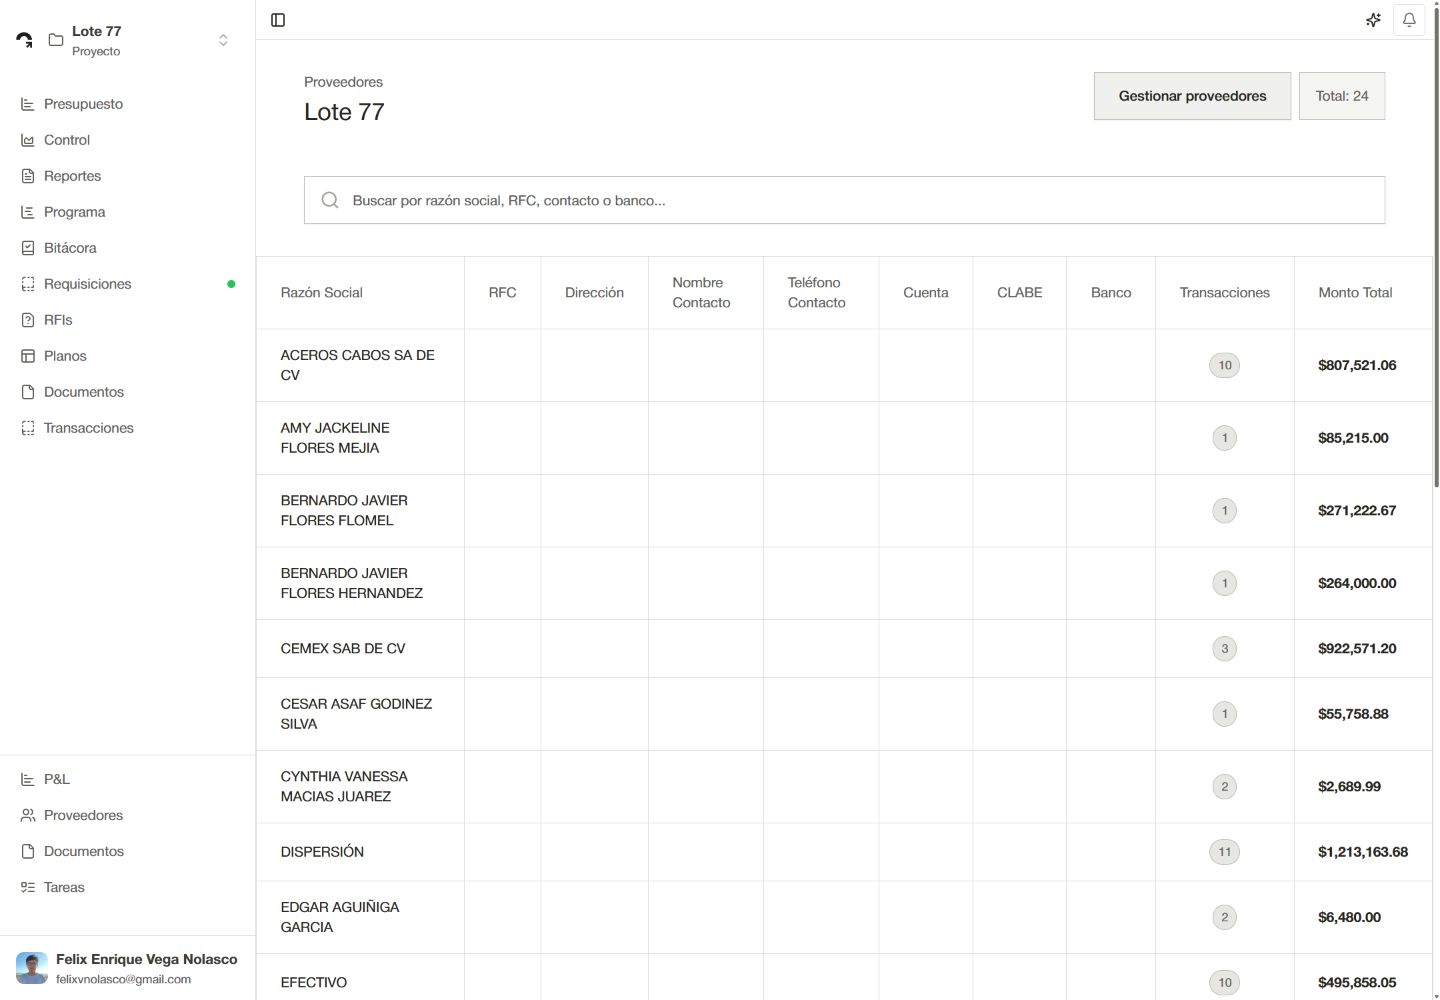 Lote 77
Proyecto
Presupuesto
Control
Reportes
Programa
Bitácora
Requisiciones
RFIs
Planos
Documentos
Transacciones
P&L
Proveedores
Documentos
Tareas
Felix Enrique Vega Nolasco
felixvnolasco@gmail.com
Proveedores
Lote 77
Gestionar proveedores
Total: 24
Buscar por razón social, RFC, contacto o banco...
Razón Social
RFC
Dirección
Nombre
Contacto
Teléfono
Contacto
Cuenta
CLABE
Banco
Transacciones
Monto Total
ACEROS CABOS SA DE
CV
10
$807,521.06
AMY JACKELINE
FLORES MEJIA
1
$85,215.00
BERNARDO JAVIER
FLORES FLOMEL
1
$271,222.67
BERNARDO JAVIER
FLORES HERNANDEZ
1
$264,000.00
CEMEX SAB DE CV
3
$922,571.20
CESAR ASAF GODINEZ
SILVA
1
$55,758.88
CYNTHIA VANESSA
MACIAS JUAREZ
2
$2,689.99
DISPERSIÓN
11
$1,213,163.68
EDGAR AGUIÑIGA
GARCIA
2
$6,480.00
EFECTIVO
10
$495,858.05